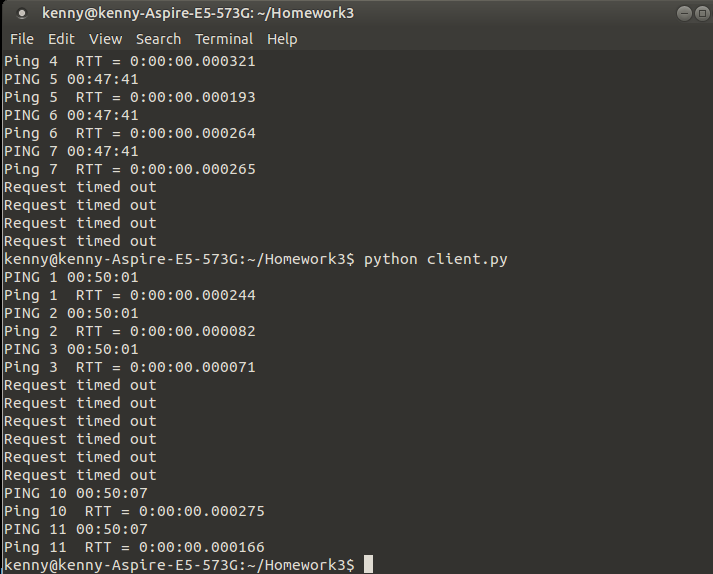 kenny@kenny-Aspire-E5-573G: ~/Homework3
File Edit View Search Terminal Help
Ping 4  RTT = 0:00:00.000321
PING 5 00:47:41
Ping 5  RTT = 0:00:00.000193
PING 6 00:47:41
Ping 6  RTT = 0:00:00.000264
PING 7 00:47:41
Ping 7  RTT = 0:00:00.000265
Request timed out
Request timed out
Request timed out
Request timed out
kenny@kenny-Aspire-E5-573G:~/Homework3$ python client.py
PING 1 00:50:01
Ping 1  RTT = 0:00:00.000244
PING 2 00:50:01
Ping 2  RTT = 0:00:00.000082
PING 3 00:50:01
Ping 3  RTT = 0:00:00.000071
Request timed out
Request timed out
Request timed out
Request timed out
Request timed out
Request timed out
PING 10 00:50:07
Ping 10  RTT = 0:00:00.000275
PING 11 00:50:07
Ping 11  RTT = 0:00:00.000166
kenny@kenny-Aspire-E5-573G:~/Homework3$